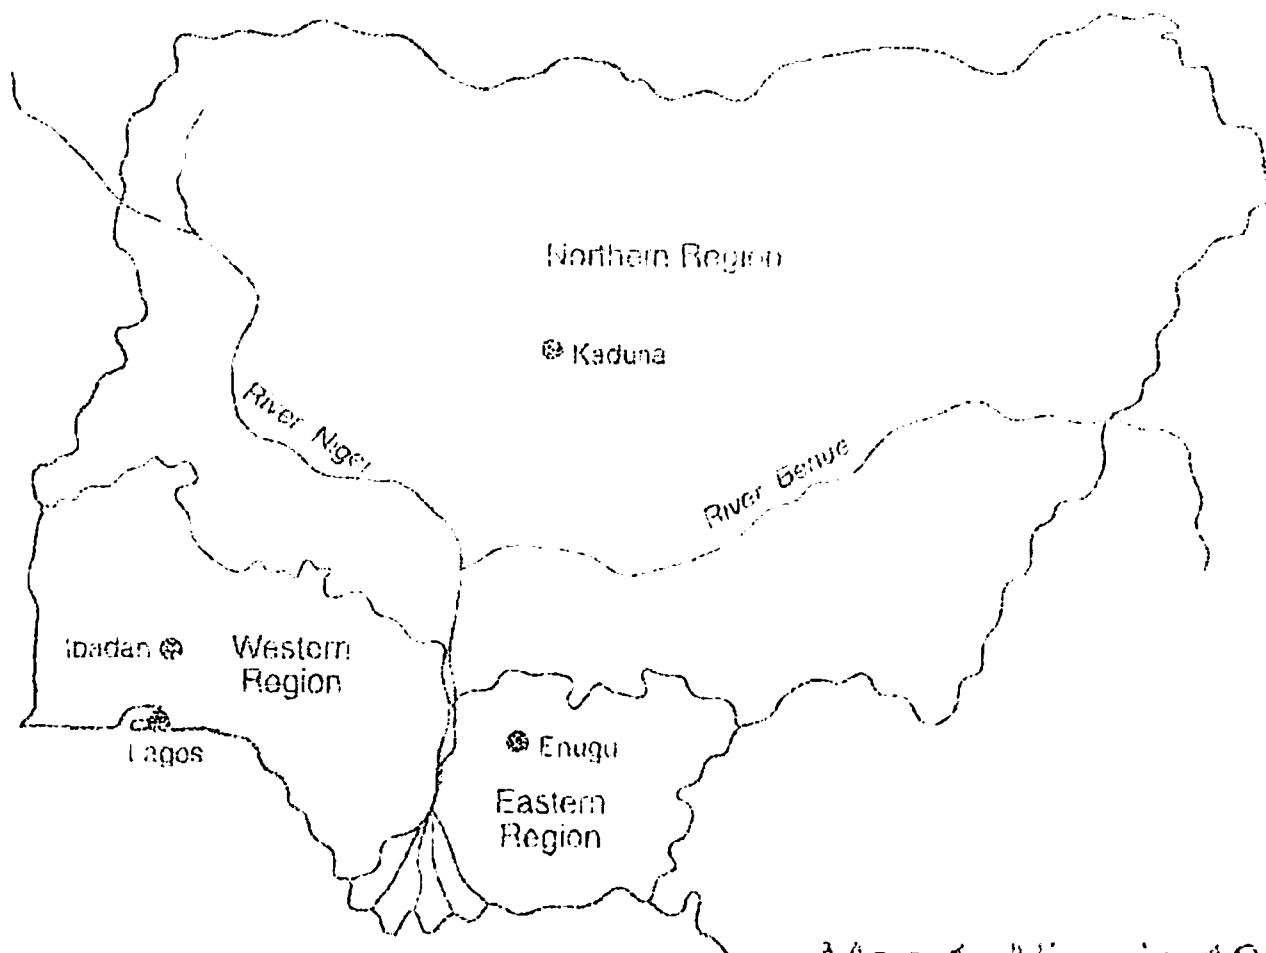 Northern Region
Kaduna
River Niger
River Benue
Ibadan
Western
Region
Lagos
Enugu
Eastern
Region